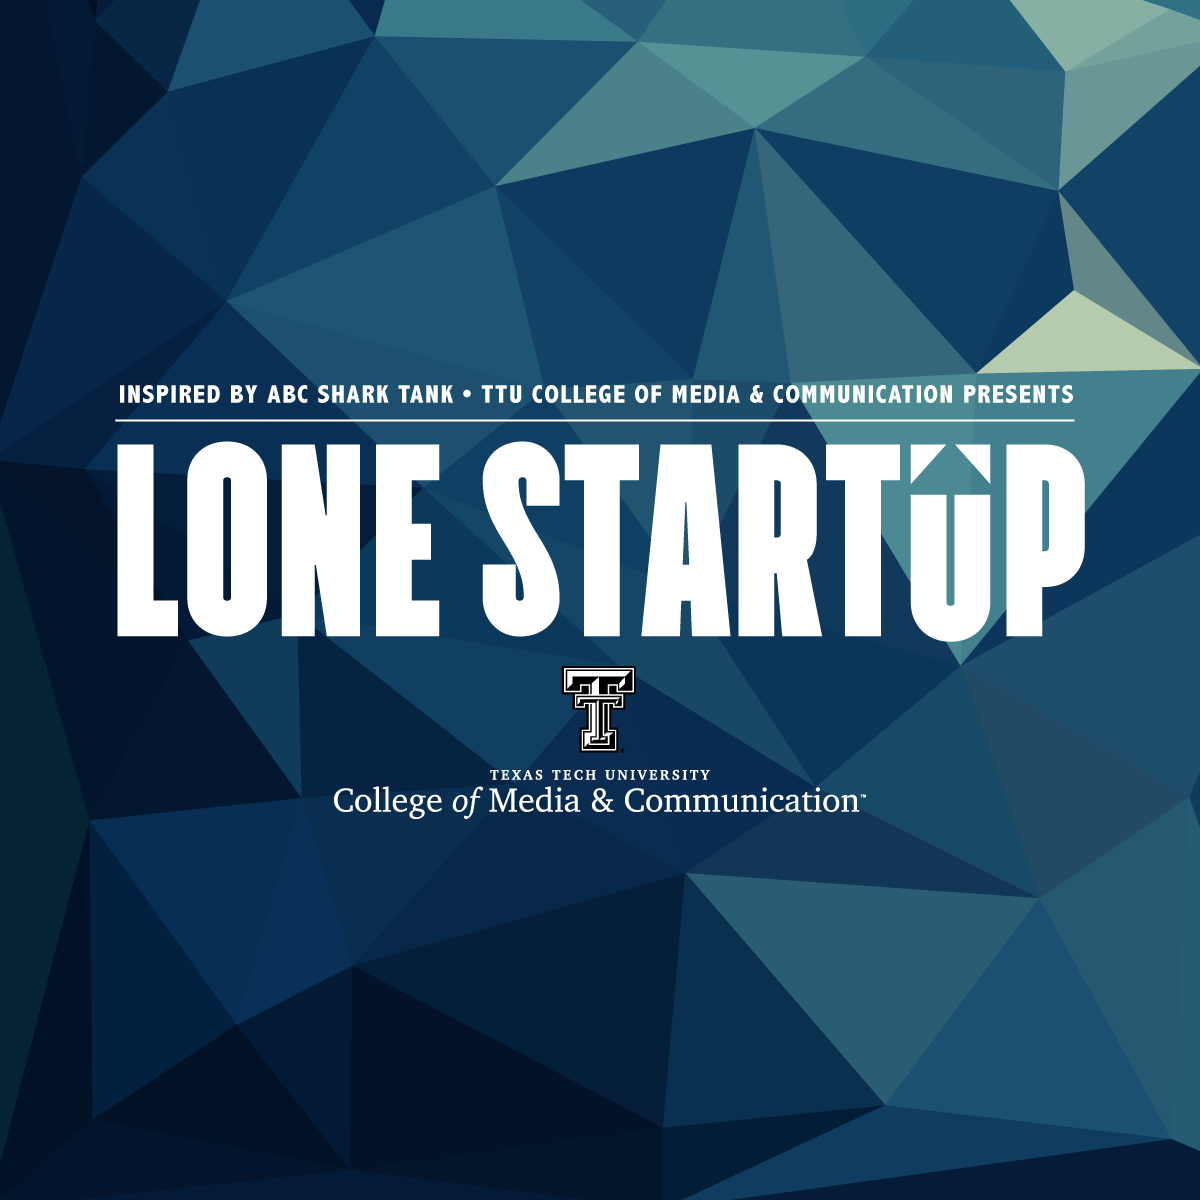 INSPIRED BY ABC SHARK TANK • TTU COLLEGE OF MEDIA & COMMUNICATION PRESENTS
LONE STARTUP
TEXAS TECH UNIVERSITY
College of Media & Communication™